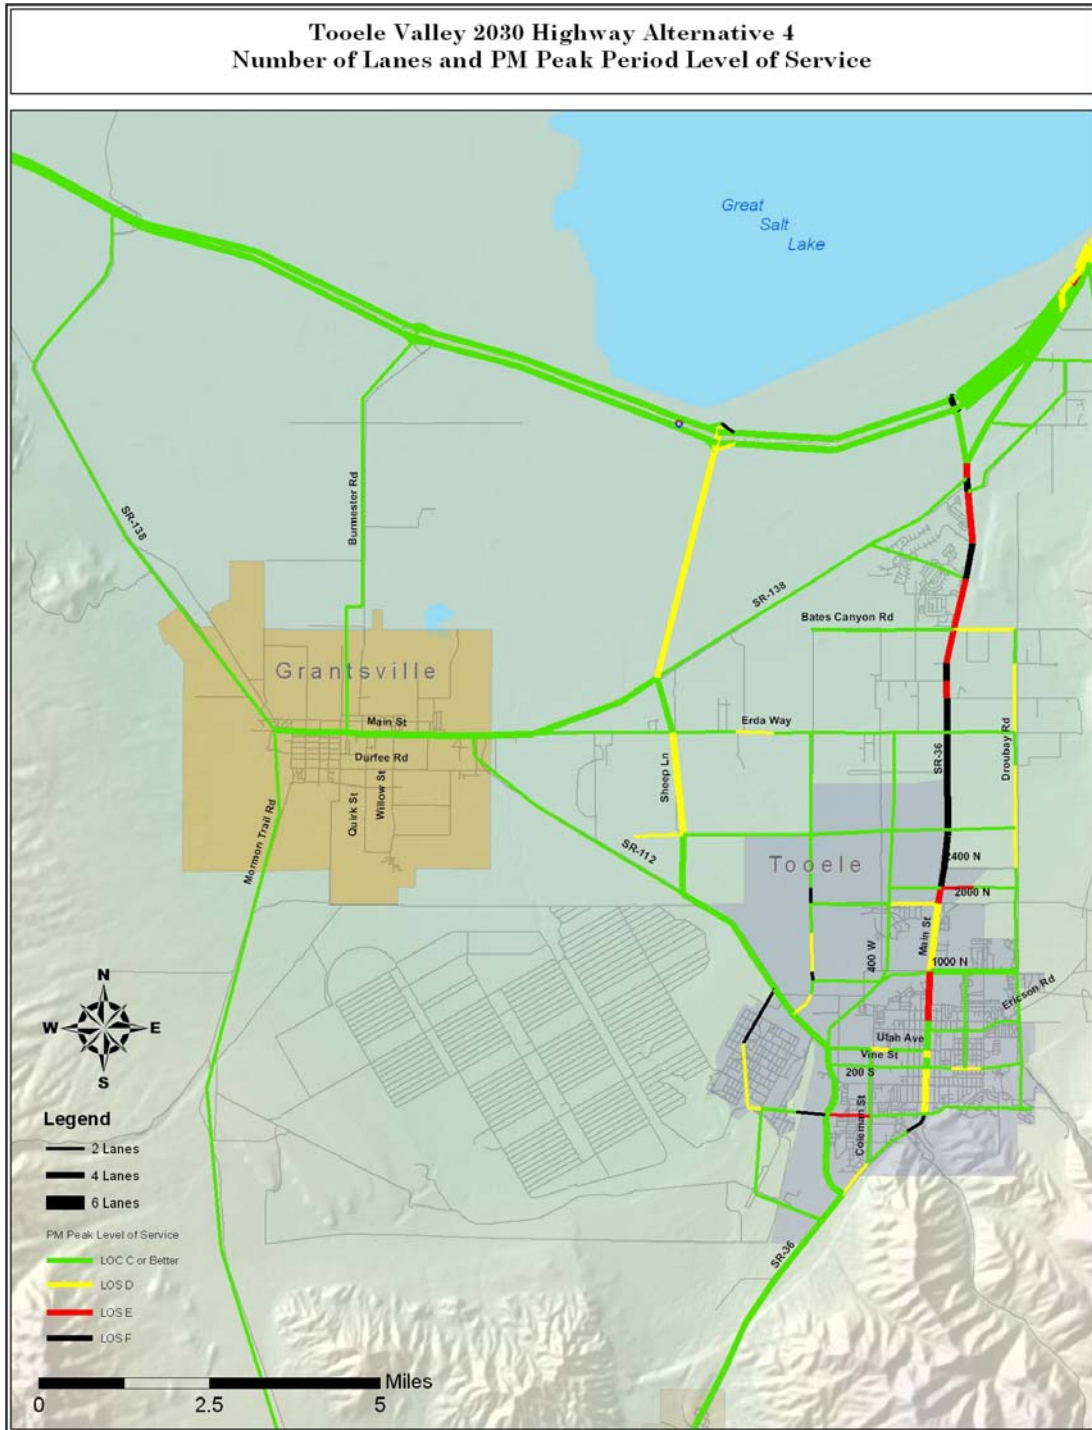 Tooele Valley 2030 Highway Alternative 4
Number of Lanes and PM Peak Period Level of Service
Great
Salt
Lake
SR-138
Burmester Rd
SR-138
Bates Canyon Rd
Grantsville
Main St
Erda Way
Durfee Rd
SR-36
Droubay Rd
Sheep Ln
Quirk St
Willow St
Mormon Trail Rd
SR-112
Tooele
2400 N
2000 N
Main St
400 W
1000 N
Ericson Rd
N
W
E
S
Utah Ave
Vine St
200 S
Coleman St
SR-36
Legend
2 Lanes
4 Lanes
6 Lanes
PM Peak Level of Service
LOC C or Better
LOS D
LOS E
LOS F
Miles
0
2.5
5